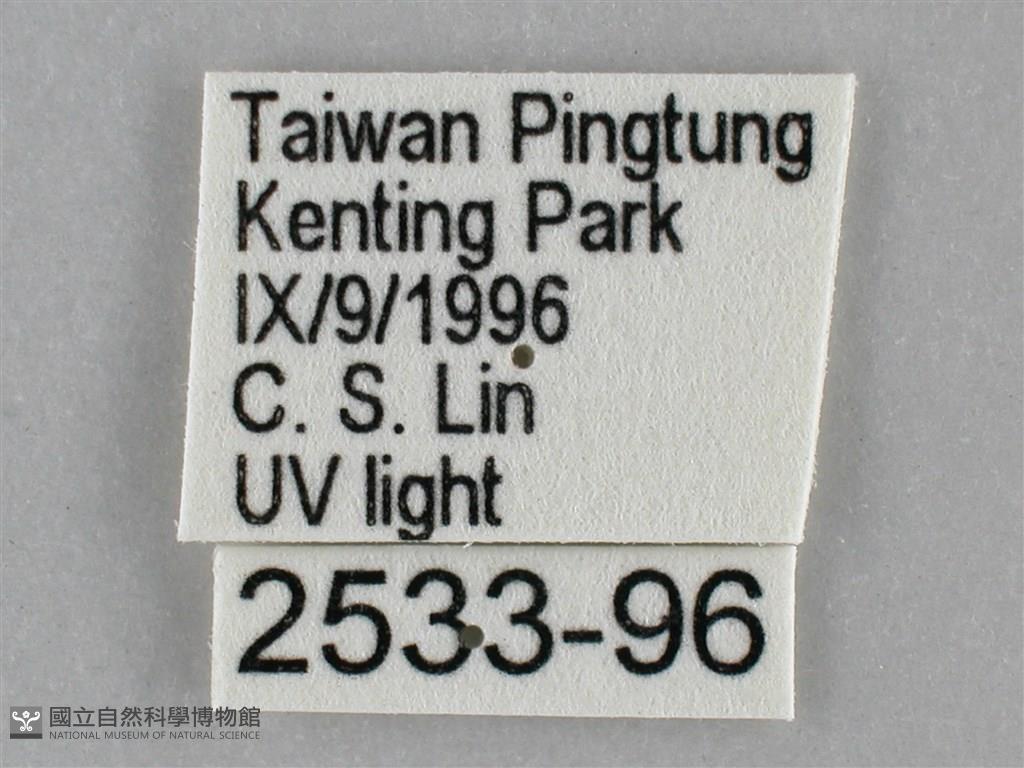 Taiwan Pingtung
Kenting Park
IX/9/1996
C. S. Lin
UV light
2533-96
國立自然科學博物館
NATIONAL MUSEUM OF NATURAL SCIENCE